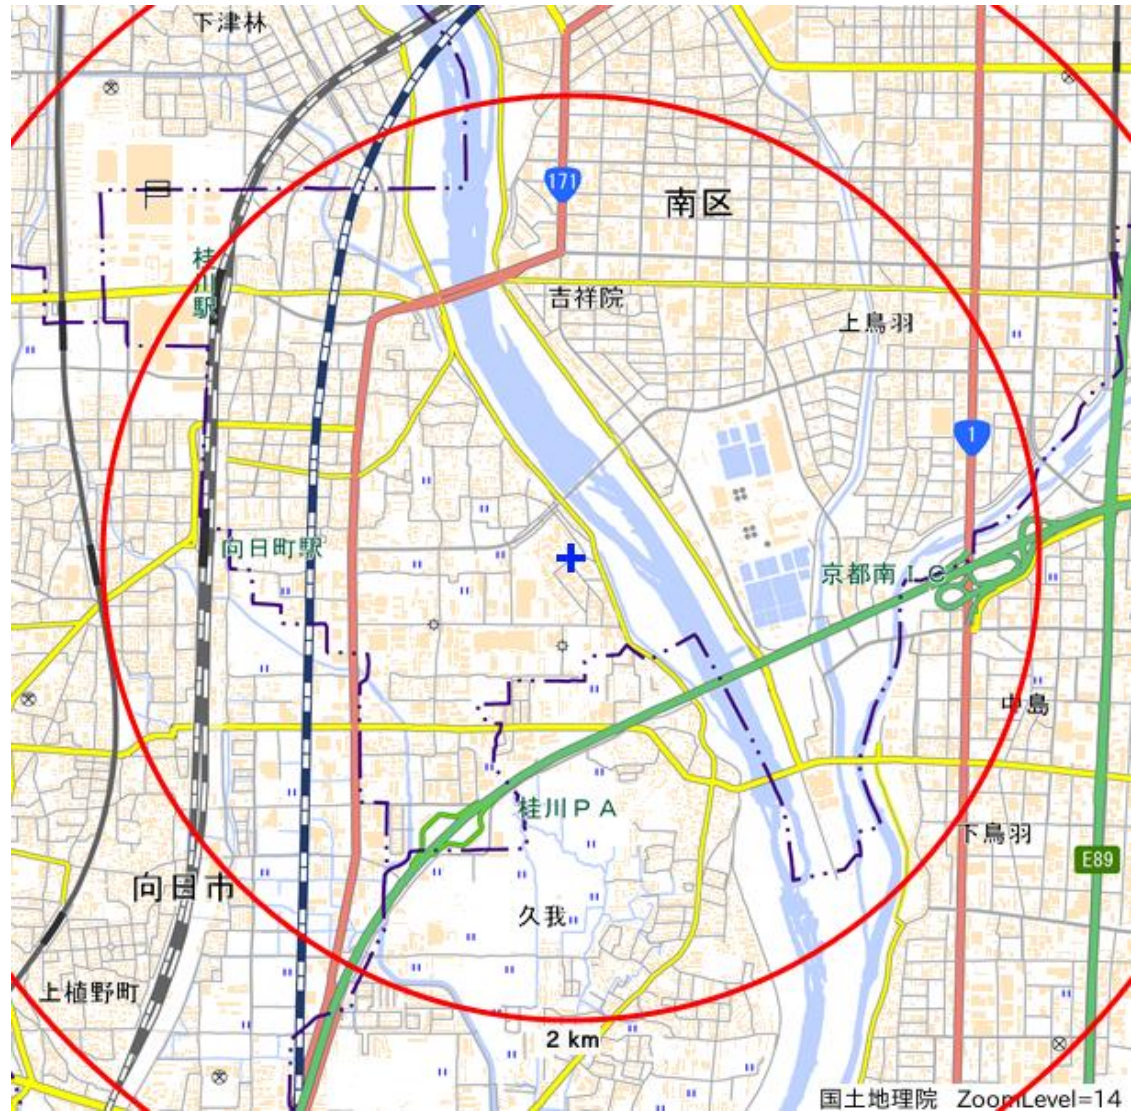 下津林
171
南区
桂川駅
吉祥院
上鳥羽
1
向日町駅
京都南IC
中島
桂川PA
下鳥羽
E89
向日市
久我
上植野町
2 km
国土地理院 ZoomLevel=14